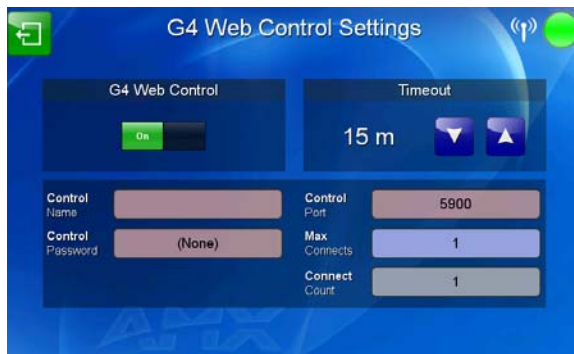 G4 Web Control Settings
G4 Web Control
On
Timeout
15 m
Control
Name
Control
Password
(None)
Control
Port
5900
Max
Connects
1
Connect
Count
1
AMX